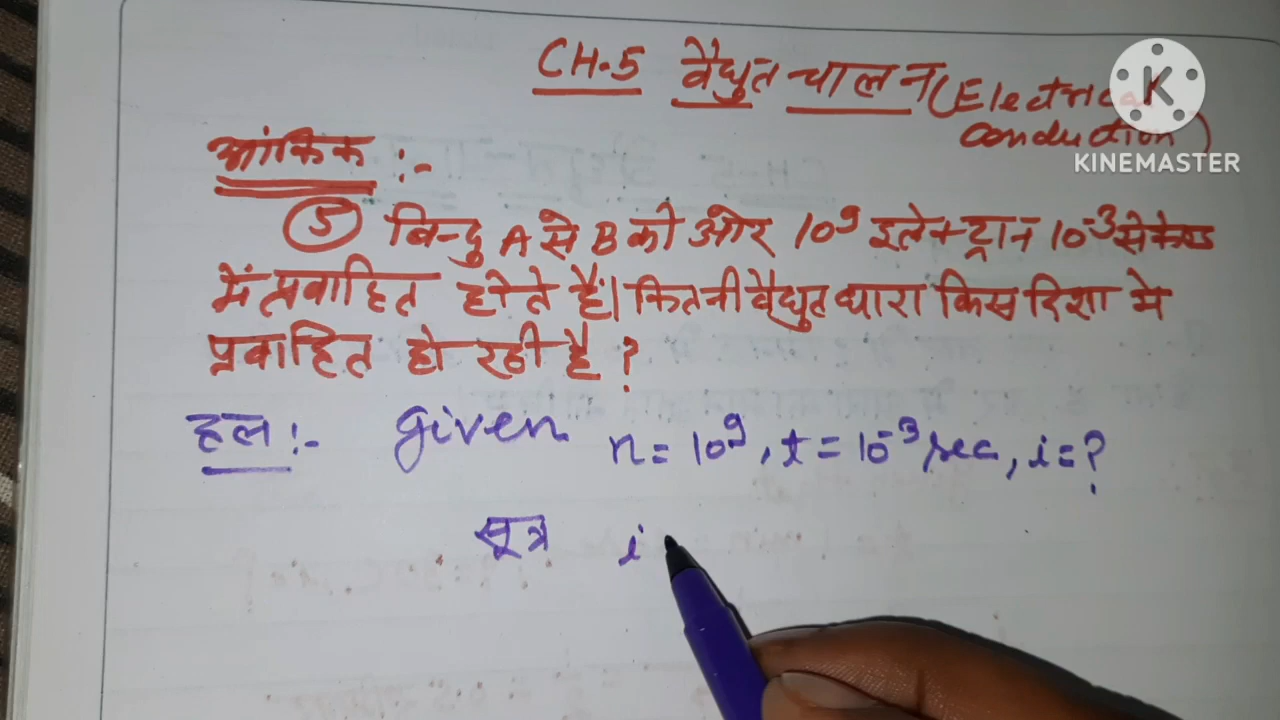 CH-5 वैद्युत चालन (Electrical
conduction)
KINEMASTER
आंकिक :-
(5) बिन्दु A से B की ओर 10⁹ इलेक्ट्रान 10⁻³ सेकेण्ड
में प्रवाहित होते हैं। कितनी वैद्युत धारा किस दिशा मे
प्रवाहित हो रही है ?
हल :- given n = 10⁹, t = 10⁻³ sec, i = ?
सूत्र i